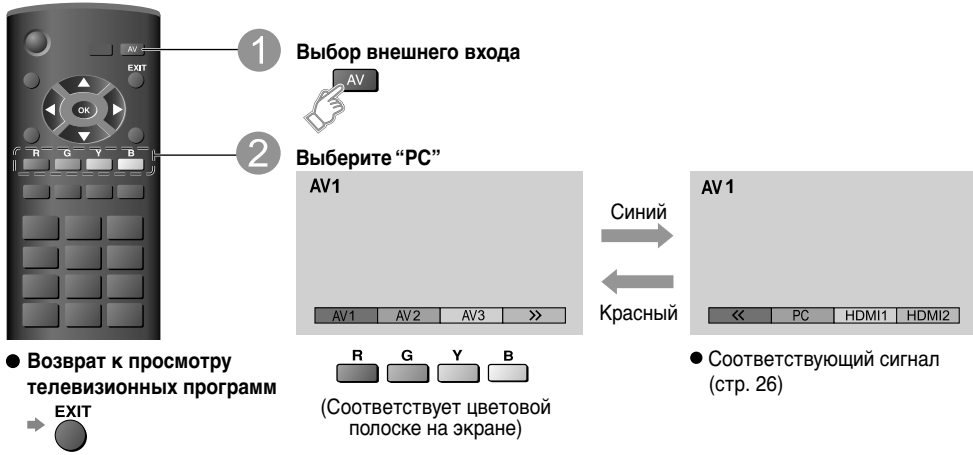 AV
EXIT
OK
R G Y B
1
Выбор внешнего входа
AV
2
Выберите “PC”
AV1
AV1 AV2 AV3 >>
Синий
Красный
AV 1
<< PC HDMI1 HDMI2
R G Y B
(Соответствует цветовой
полоске на экране)
● Соответствующий сигнал
(стр. 26)
● Возврат к просмотру
телевизионных программ
EXIT